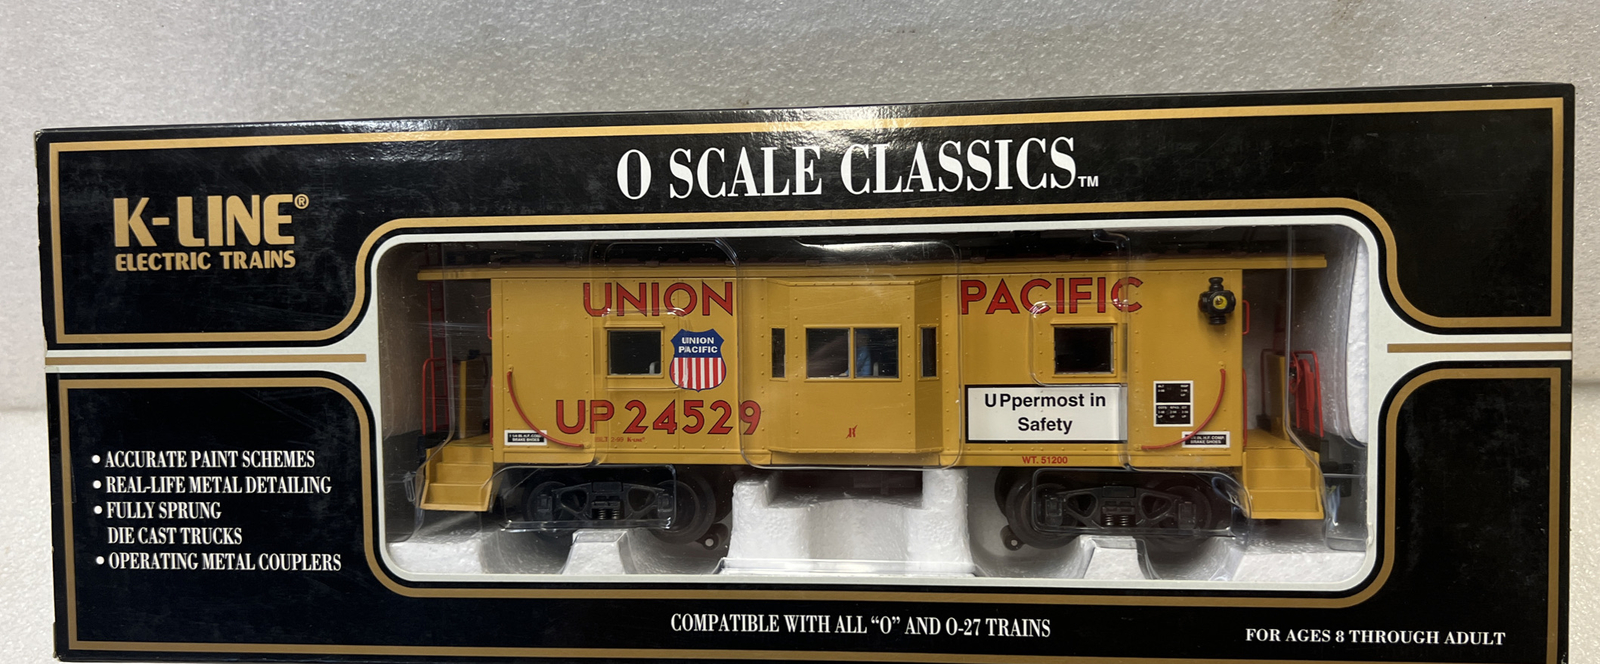 O SCALE CLASSICS™
K-LINE®
ELECTRIC TRAINS
UNION PACIFIC
UNION
PACIFIC
UP 24529
UPpermost in
Safety
WT. 51200
• ACCURATE PAINT SCHEMES
• REAL-LIFE METAL DETAILING
• FULLY SPRUNG
DIE CAST TRUCKS
• OPERATING METAL COUPLERS
COMPATIBLE WITH ALL “O” AND O-27 TRAINS
FOR AGES 8 THROUGH ADULT